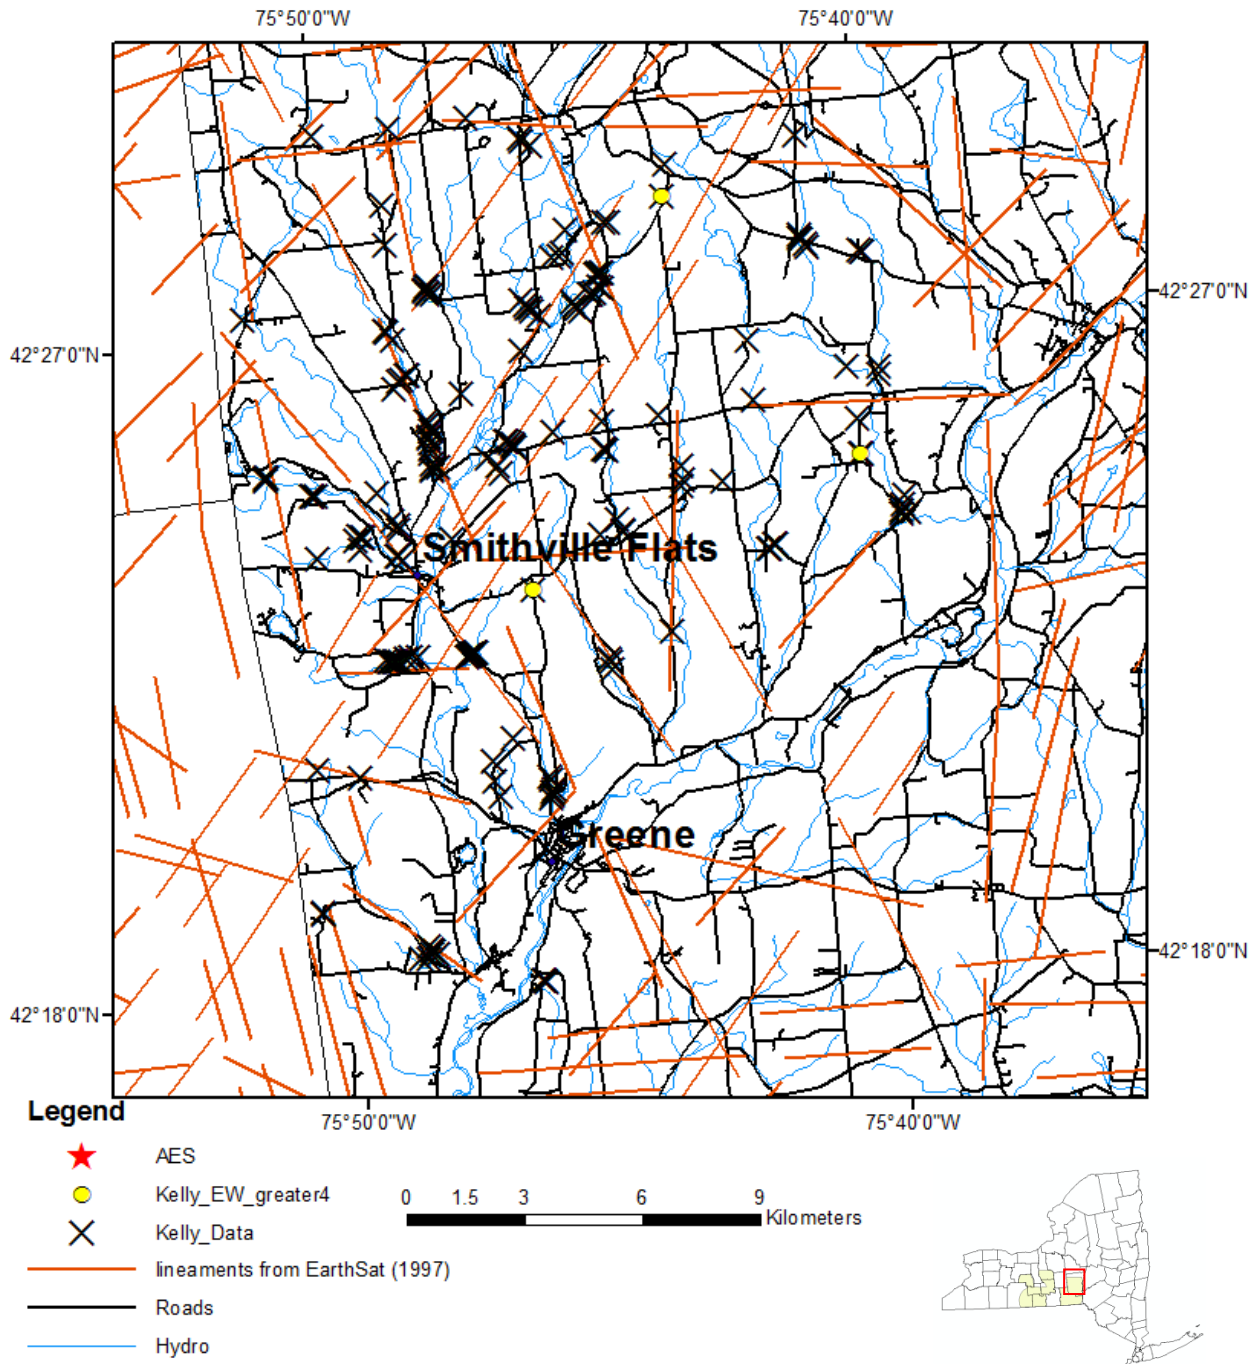 75°50'0"W 75°40'0"W
42°27'0"N
42°27'0"N
Smithville Flats
Greene
42°18'0"N
42°18'0"N
75°50'0"W 75°40'0"W
Legend
AES
Kelly_EW_greater4
Kelly_Data
lineaments from EarthSat (1997)
Roads
Hydro
0 1.5 3 6 9
Kilometers